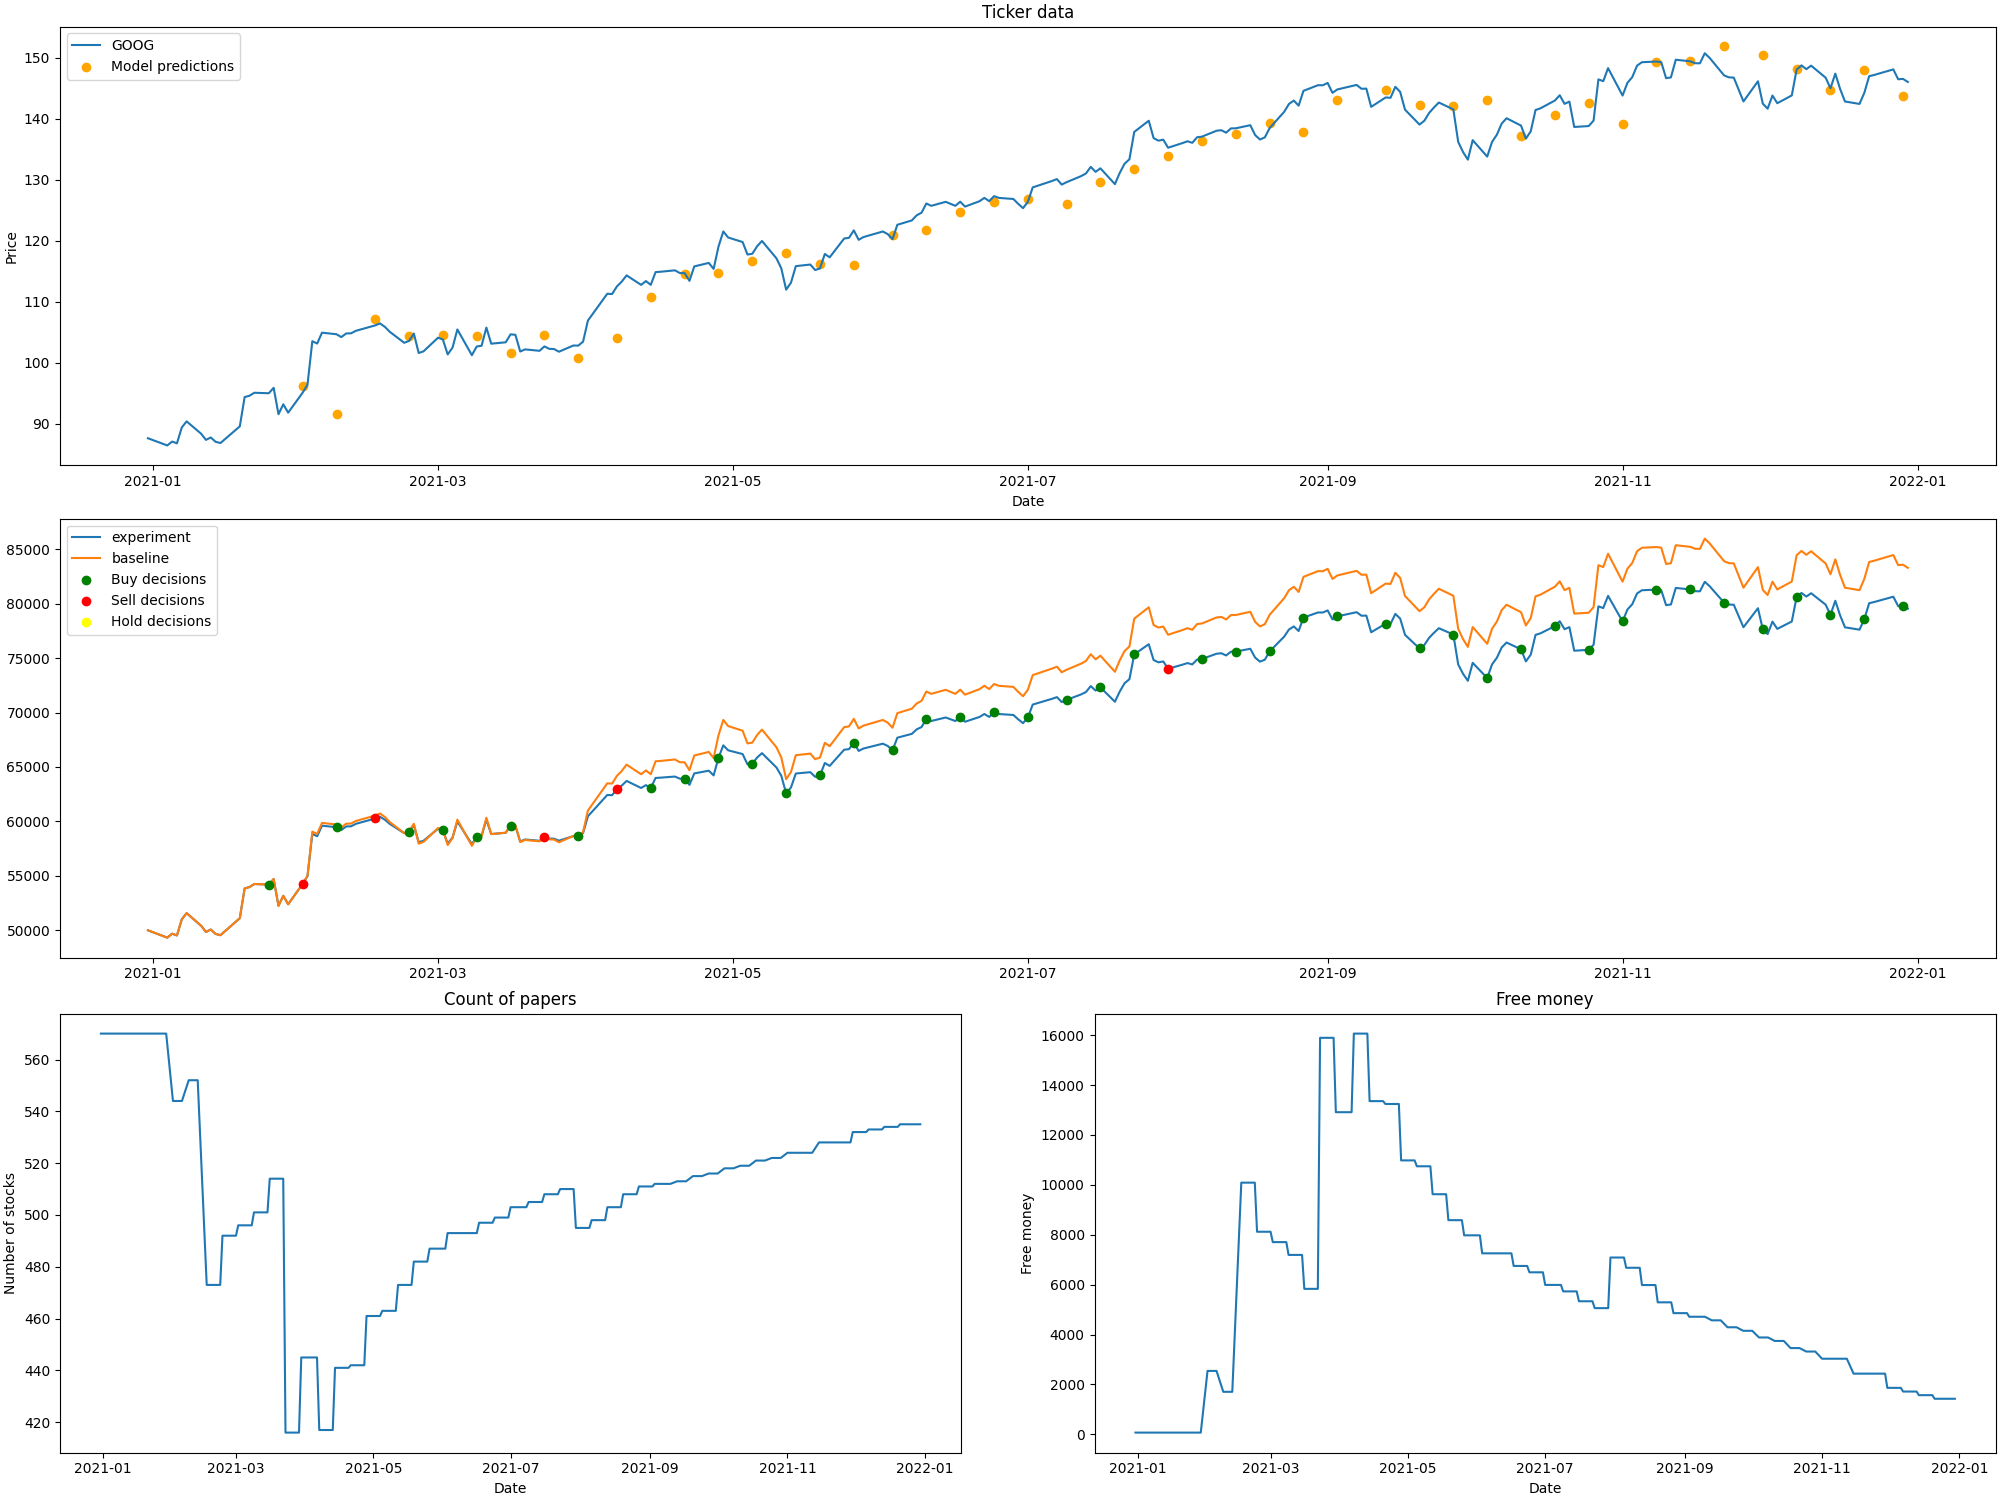 Ticker data
GOOG
Model predictions
150
140
130
120
110
100
90
Price
2021-01 2021-03 2021-05 2021-07 2021-09 2021-11 2022-01
Date
experiment
baseline
Buy decisions
Sell decisions
Hold decisions
85000
80000
75000
70000
65000
60000
55000
50000
2021-01 2021-03 2021-05 2021-07 2021-09 2021-11 2022-01
Count of papers
560
540
520
500
480
460
440
420
Number of stocks
2021-01 2021-03 2021-05 2021-07 2021-09 2021-11 2022-01
Date
Free money
16000
14000
12000
10000
8000
6000
4000
2000
0
Free money
2021-01 2021-03 2021-05 2021-07 2021-09 2021-11 2022-01
Date